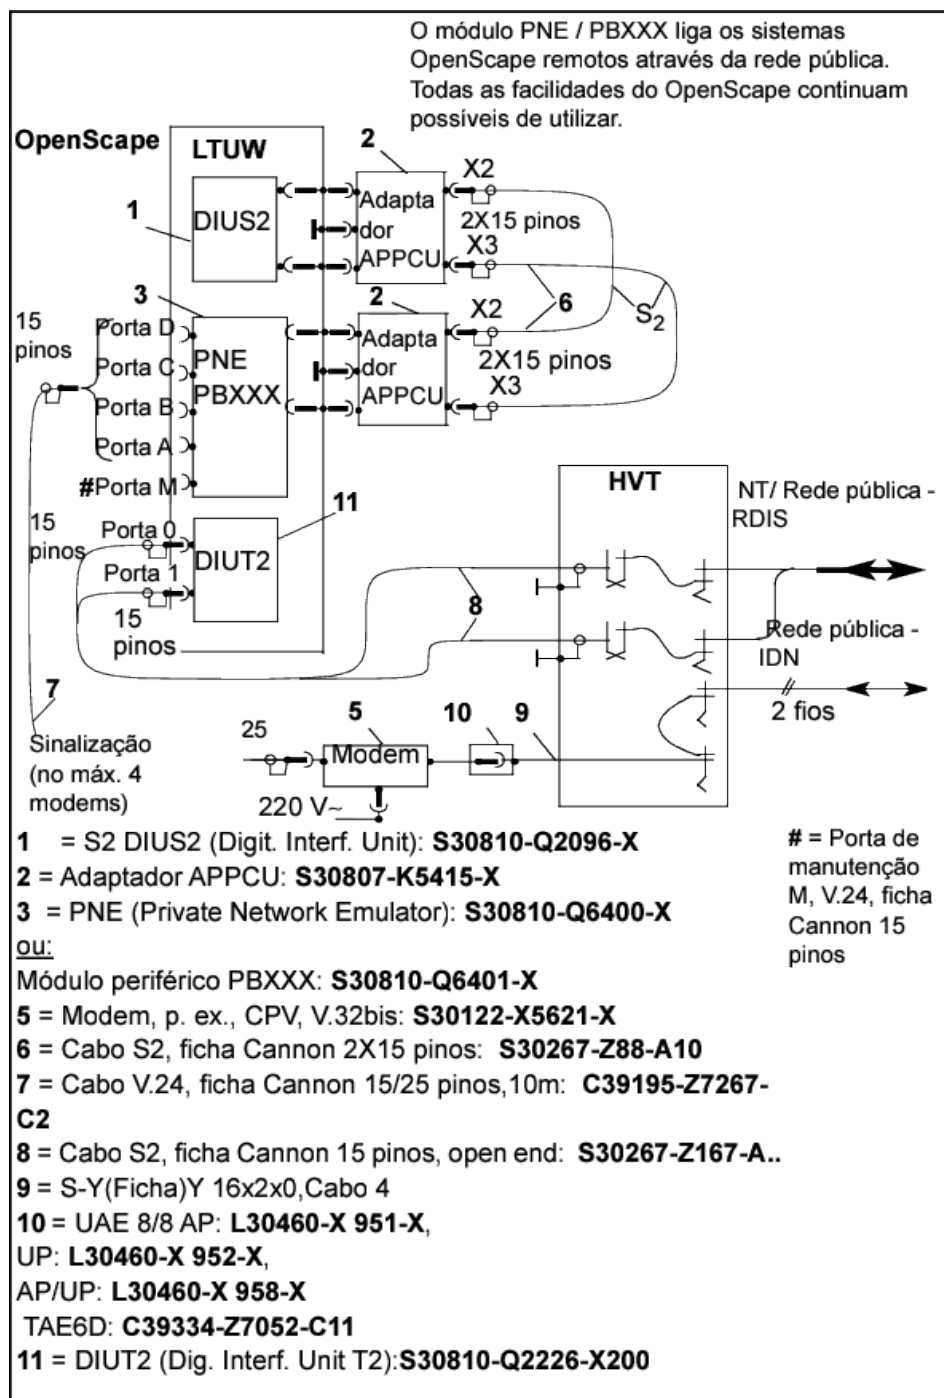 O módulo PNE / PBXXX liga os sistemas
OpenScape remotos através da rede pública.
Todas as facilidades do OpenScape continuam
possíveis de utilizar.
OpenScape
LTUW
2
X2
DIUS2
Adapta
1
2X15 pinos
dor
X3
APPCU
3
2
X2
6
S2
15
pinos
Porta D
Adapta
PNE
2X15 pinos
Porta C
dor
X3
PBXXX
APPCU
Porta B
Porta A
#Porta M
HVT
NT/ Rede pública -
RDIS
11
15
pinos
Porta 0
DIUT2
Porta 1
8
15
pinos
Rede pública -
IDN
7
5
10
9
2 fios
25
Sinalização
(no máx. 4
modems)
Modem
220 V~
1 = S2 DIUS2 (Digit. Interf. Unit): S30810-Q2096-X
2 = Adaptador APPCU: S30807-K5415-X
3 = PNE (Private Network Emulator): S30810-Q6400-X
ou:
Módulo periférico PBXXX: S30810-Q6401-X
5 = Modem, p. ex., CPV, V.32bis: S30122-X5621-X
6 = Cabo S2, ficha Cannon 2X15 pinos: S30267-Z88-A10
7 = Cabo V.24, ficha Cannon 15/25 pinos,10m: C39195-Z7267-
C2
8 = Cabo S2, ficha Cannon 15 pinos, open end: S30267-Z167-A..
9 = S-Y(Ficha)Y 16x2x0,Cabo 4
10 = UAE 8/8 AP: L30460-X 951-X,
UP: L30460-X 952-X,
AP/UP: L30460-X 958-X
TAE6D: C39334-Z7052-C11
11 = DIUT2 (Dig. Interf. Unit T2):S30810-Q2226-X200
# = Porta de
manutenção
M, V.24, ficha
Cannon 15
pinos